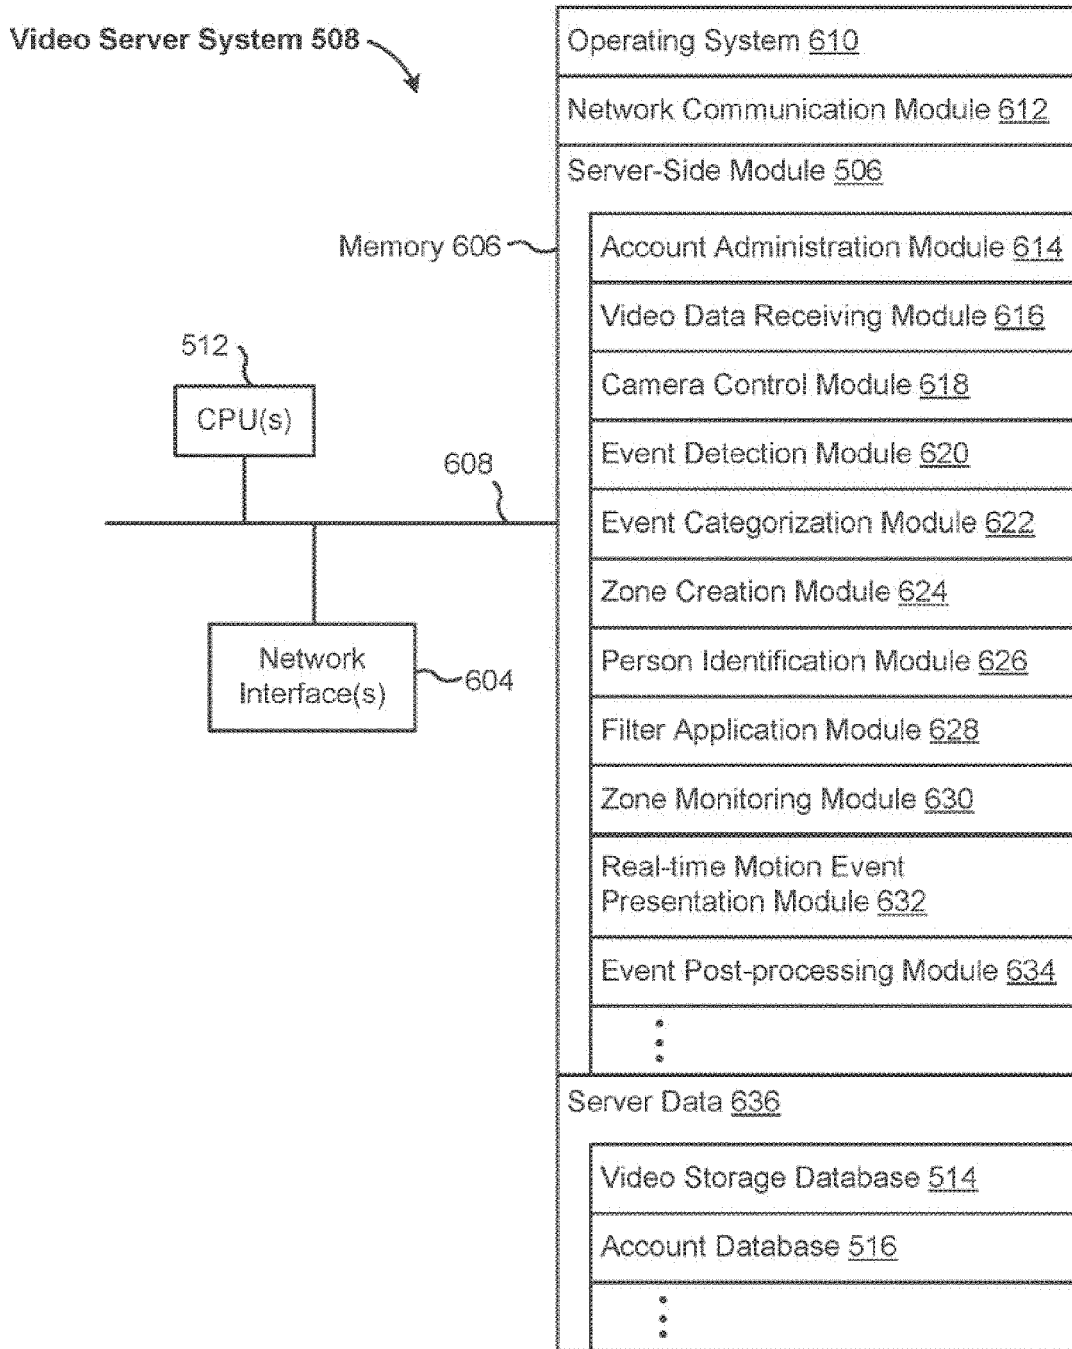 Video Server System 508
Operating System 610
Network Communication Module 612
Server-Side Module 506
Memory 606
Account Administration Module 614
Video Data Receiving Module 616
512
Camera Control Module 618
CPU(s)
Event Detection Module 620
608
Event Categorization Module 622
Zone Creation Module 624
Network
Interface(s)
604
Person Identification Module 626
Filter Application Module 628
Zone Monitoring Module 630
Real-time Motion Event
Presentation Module 632
Event Post-processing Module 634
Server Data 636
Video Storage Database 514
Account Database 516